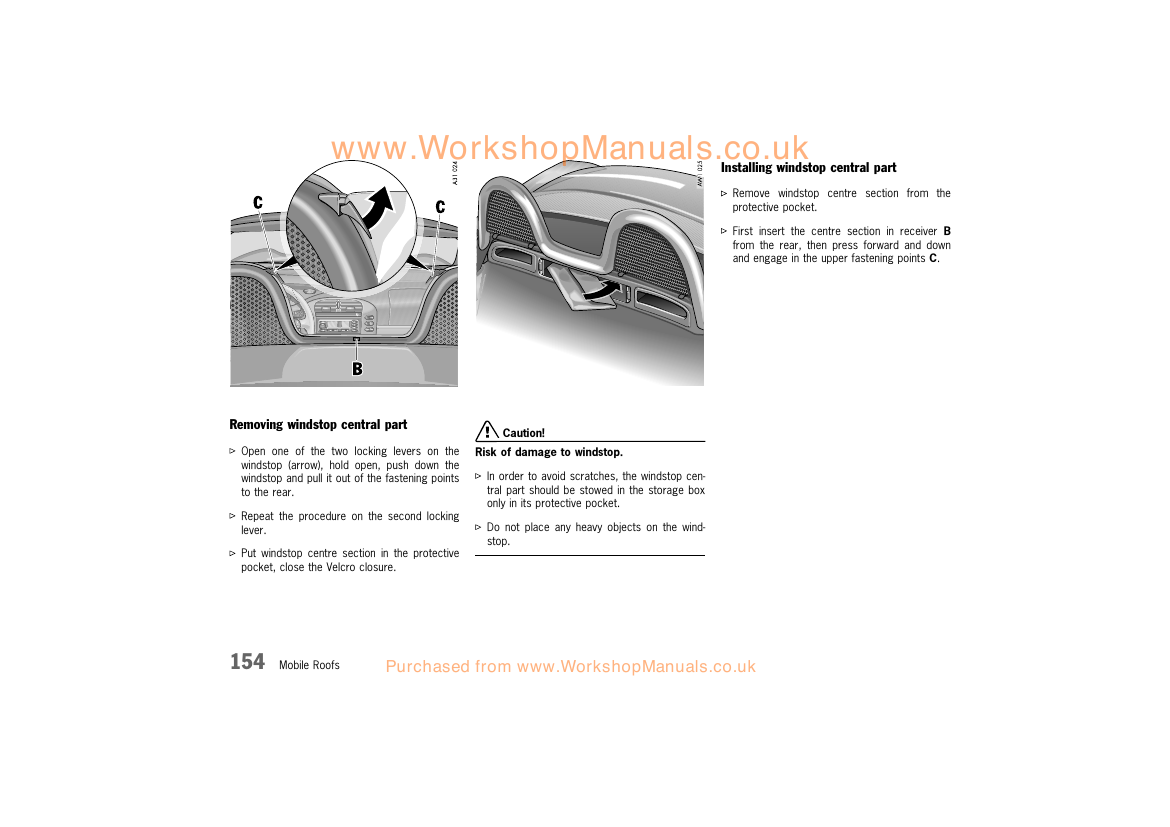 www.WorkshopManuals.co.uk
C
C
B
A31 024
Removing windstop central part
Open one of the two locking levers on the
windstop (arrow), hold open, push down the
windstop and pull it out of the fastening points
to the rear.
Repeat the procedure on the second locking
lever.
Put windstop centre section in the protective
pocket, close the Velcro closure.
Caution!
Risk of damage to windstop.
In order to avoid scratches, the windstop cen-
tral part should be stowed in the storage box
only in its protective pocket.
Do not place any heavy objects on the wind-
stop.
Installing windstop central part
Remove windstop centre section from the
protective pocket.
First insert the centre section in receiver B
from the rear, then press forward and down
and engage in the upper fastening points C.
154 Mobile Roofs
Purchased from www.WorkshopManuals.co.uk